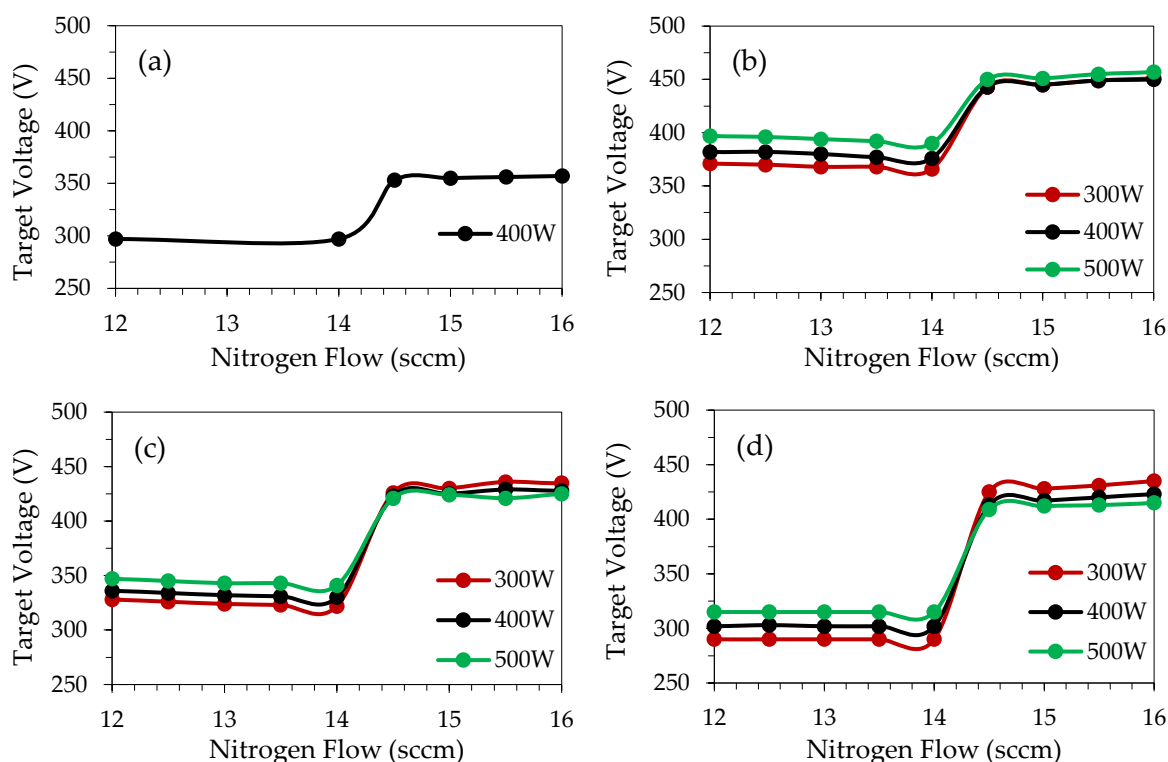 (a)
500
450
400
350
300
250
Target Voltage (V)
12 13 14 15 16
Nitrogen Flow (sccm)
400W
(b)
500
450
400
350
300
250
Target Voltage (V)
12 13 14 15 16
Nitrogen Flow (sccm)
300W
400W
500W
(c)
500
450
400
350
300
250
Target Voltage (V)
12 13 14 15 16
Nitrogen Flow (sccm)
300W
400W
500W
(d)
500
450
400
350
300
250
Target Voltage (V)
12 13 14 15 16
Nitrogen Flow (sccm)
300W
400W
500W